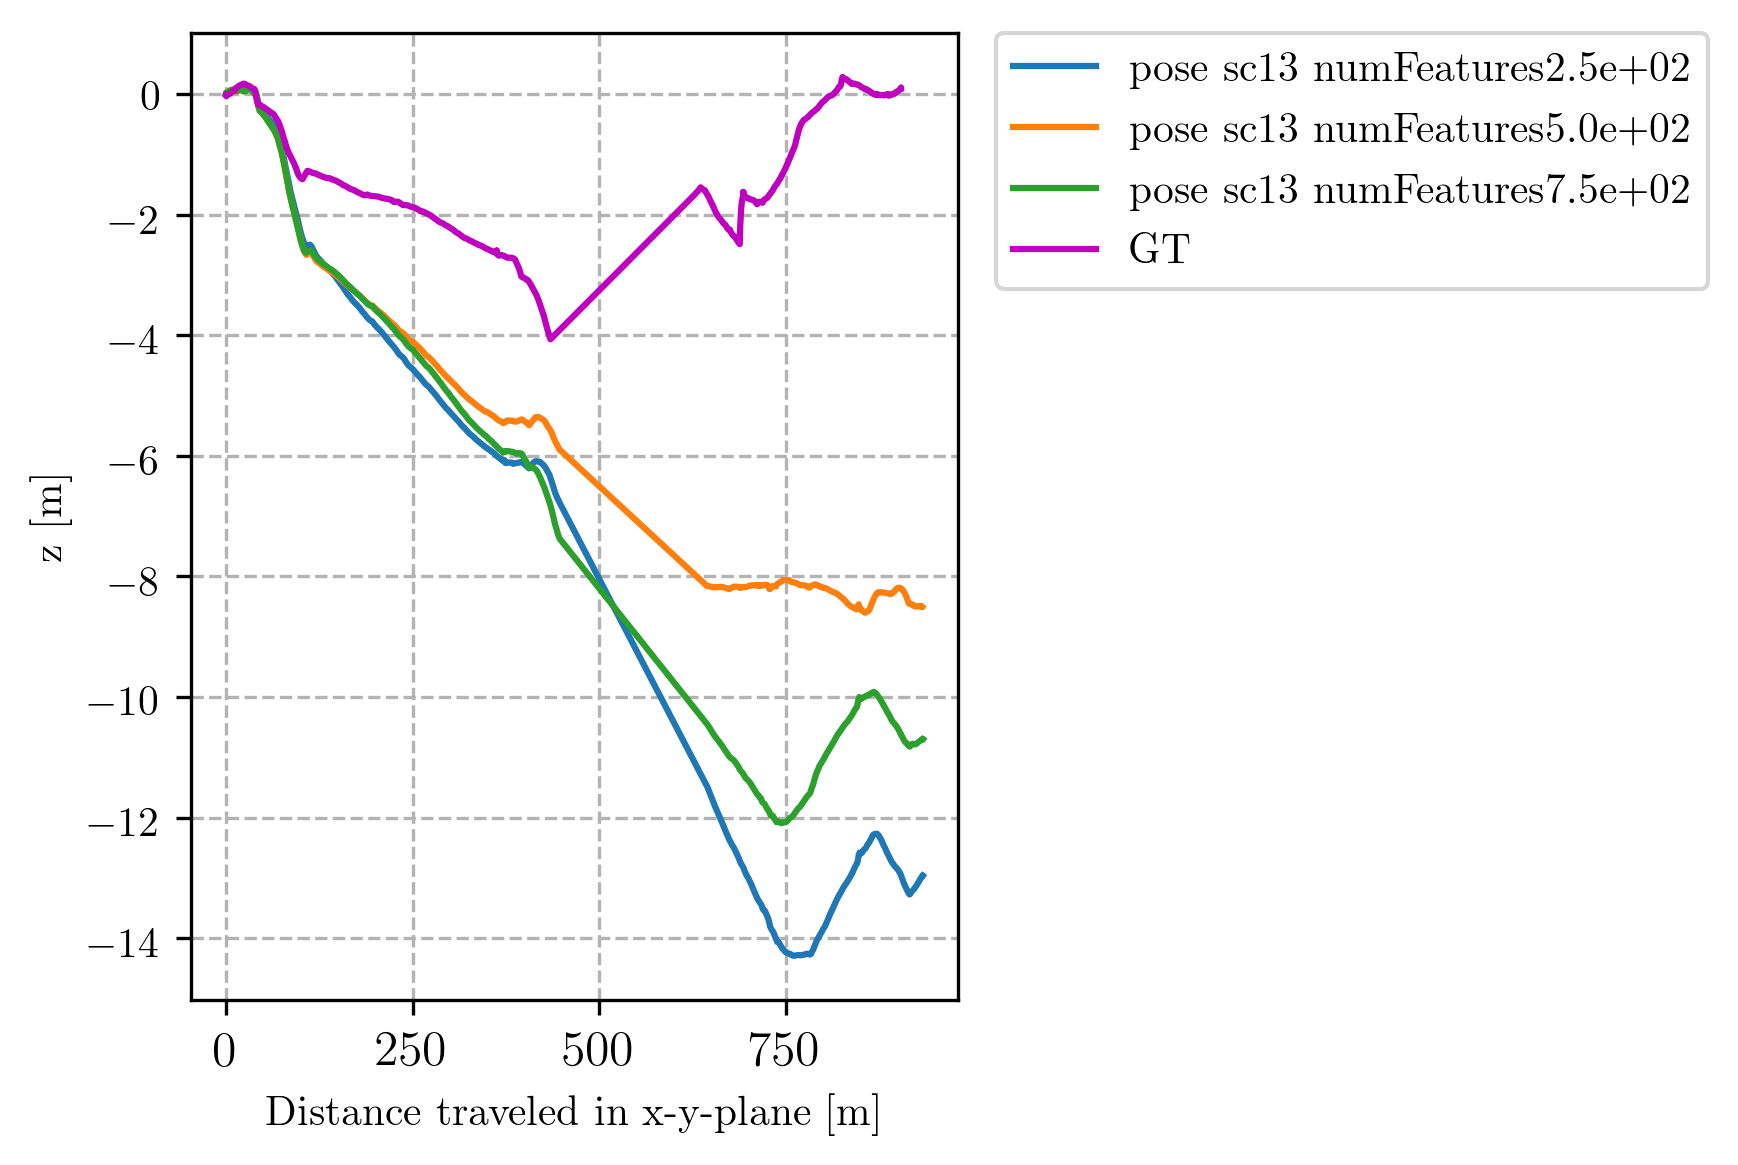 0
−2
−4
−6
−8
−10
−12
−14
z [m]
0 250 500 750
Distance traveled in x-y-plane [m]
pose sc13 numFeatures2.5e+02
pose sc13 numFeatures5.0e+02
pose sc13 numFeatures7.5e+02
GT